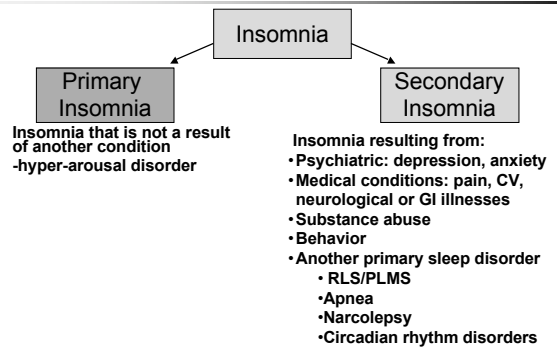 Insomnia
Primary
Insomnia
Insomnia that is not a result
of another condition
-hyper-arousal disorder
Secondary
Insomnia
Insomnia resulting from:
•Psychiatric: depression, anxiety
•Medical conditions: pain, CV,
neurological or GI illnesses
•Substance abuse
•Behavior
•Another primary sleep disorder
• RLS/PLMS
•Apnea
•Narcolepsy
•Circadian rhythm disorders